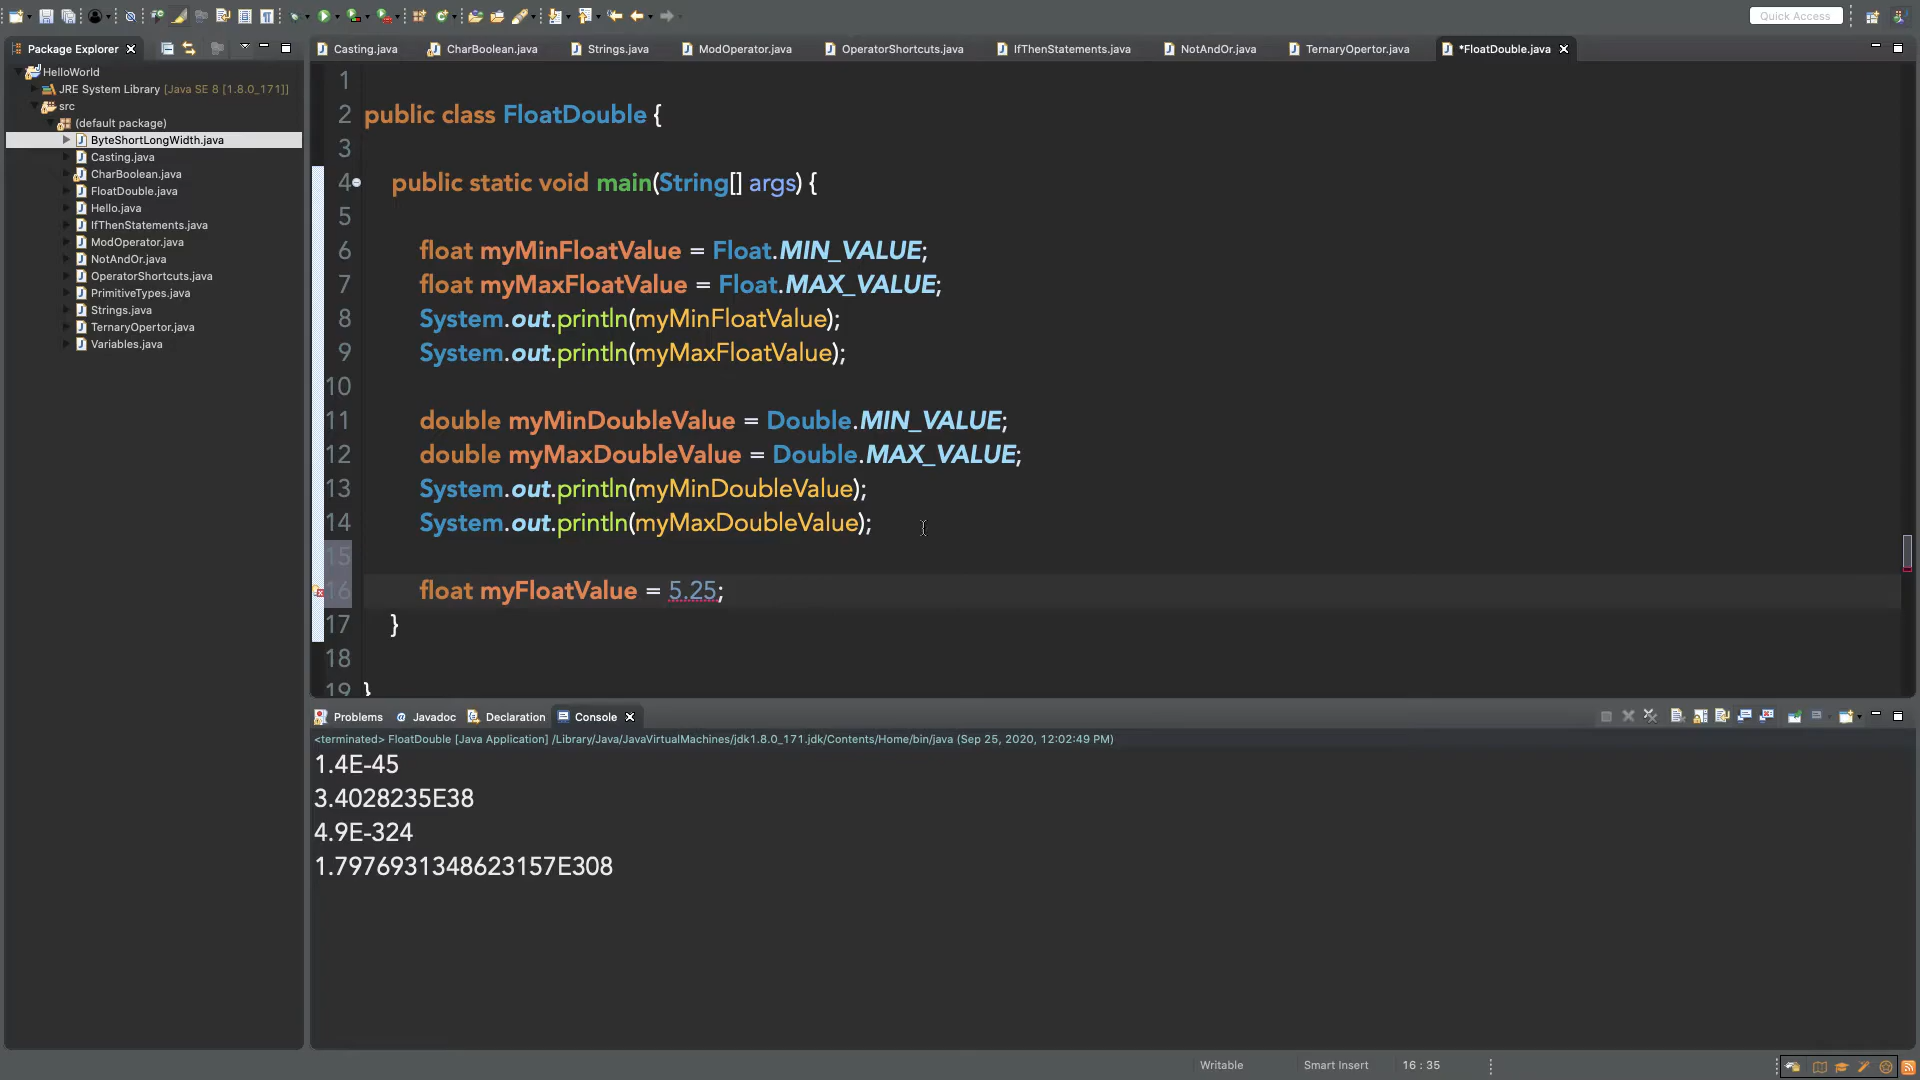 Quick Access
Package Explorer
HelloWorld
JRE System Library [Java SE 8 [1.8.0_171]]
src
(default package)
ByteShortLongWidth.java
Casting.java
CharBoolean.java
FloatDouble.java
Hello.java
IfThenStatements.java
ModOperator.java
NotAndOr.java
OperatorShortcuts.java
PrimitiveTypes.java
Strings.java
TernaryOpertor.java
Variables.java
Casting.java CharBoolean.java Strings.java ModOperator.java OperatorShortcuts.java IfThenStatements.java NotAndOr.java TernaryOpertor.java *FloatDouble.java
1
2 public class FloatDouble {
3
4 public static void main(String[] args) {
5
6 float myMinFloatValue = Float.MIN_VALUE;
7 float myMaxFloatValue = Float.MAX_VALUE;
8 System.out.println(myMinFloatValue);
9 System.out.println(myMaxFloatValue);
10
11 double myMinDoubleValue = Double.MIN_VALUE;
12 double myMaxDoubleValue = Double.MAX_VALUE;
13 System.out.println(myMinDoubleValue);
14 System.out.println(myMaxDoubleValue);
15
16 float myFloatValue = 5.25;
17 }
18
19 }
Problems Javadoc Declaration Console
<terminated> FloatDouble [Java Application] /Library/Java/JavaVirtualMachines/jdk1.8.0_171.jdk/Contents/Home/bin/java (Sep 25, 2020, 12:02:49 PM)
1.4E-45
3.4028235E38
4.9E-324
1.7976931348623157E308
Writable Smart Insert 16 : 35